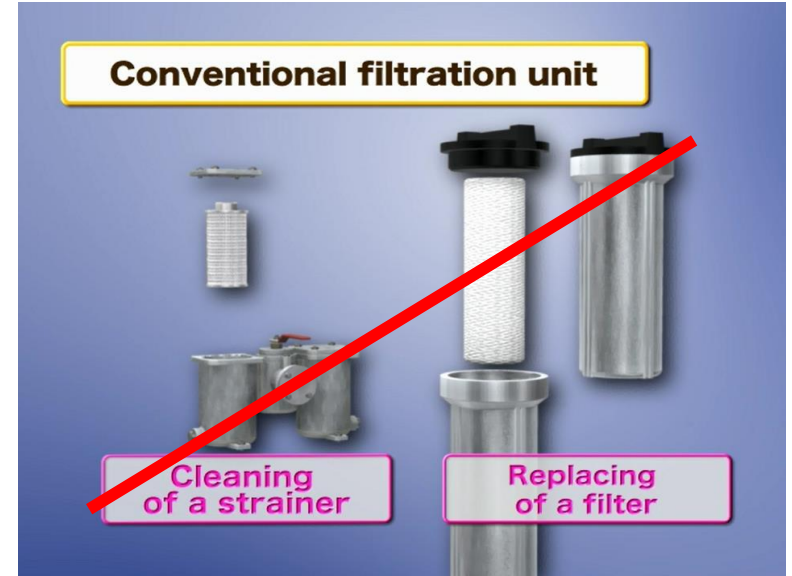 Conventional filtration unit
Cleaning
of a strainer
Replacing
of a filter